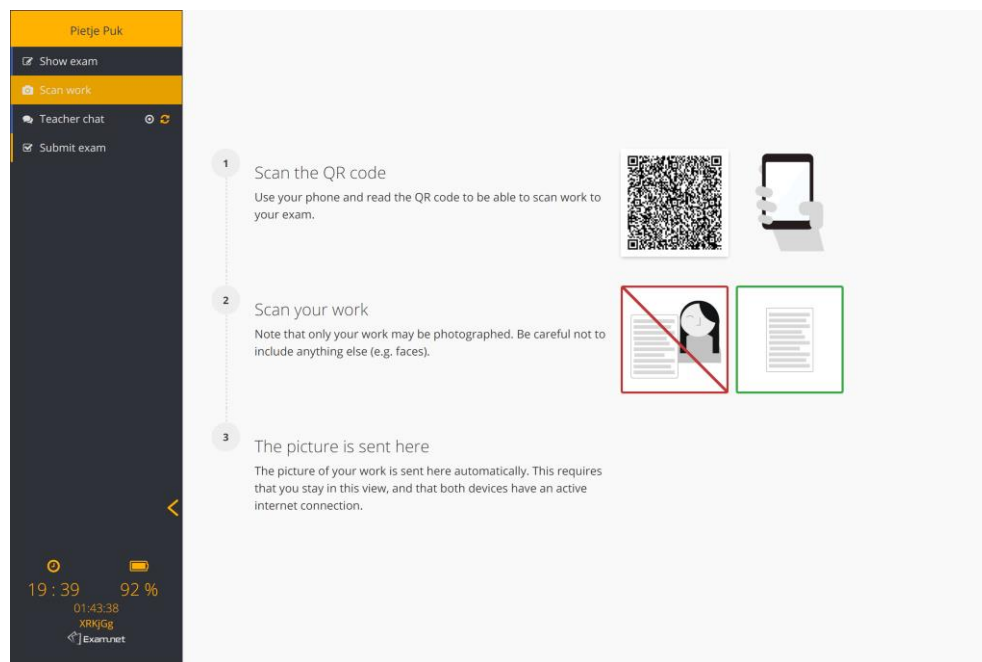 Pietje Puk
Show exam
Scan work
Teacher chat
Submit exam
1
Scan the QR code
Use your phone and read the QR code to be able to scan work to
your exam.
2
Scan your work
Note that only your work may be photographed. Be careful not to
include anything else (e.g. faces).
3
The picture is sent here
The picture of your work is sent here automatically. This requires
that you stay in this view, and that both devices have an active
internet connection.
19 : 39
92 %
01:43:38
XRKjGg
Exam.net